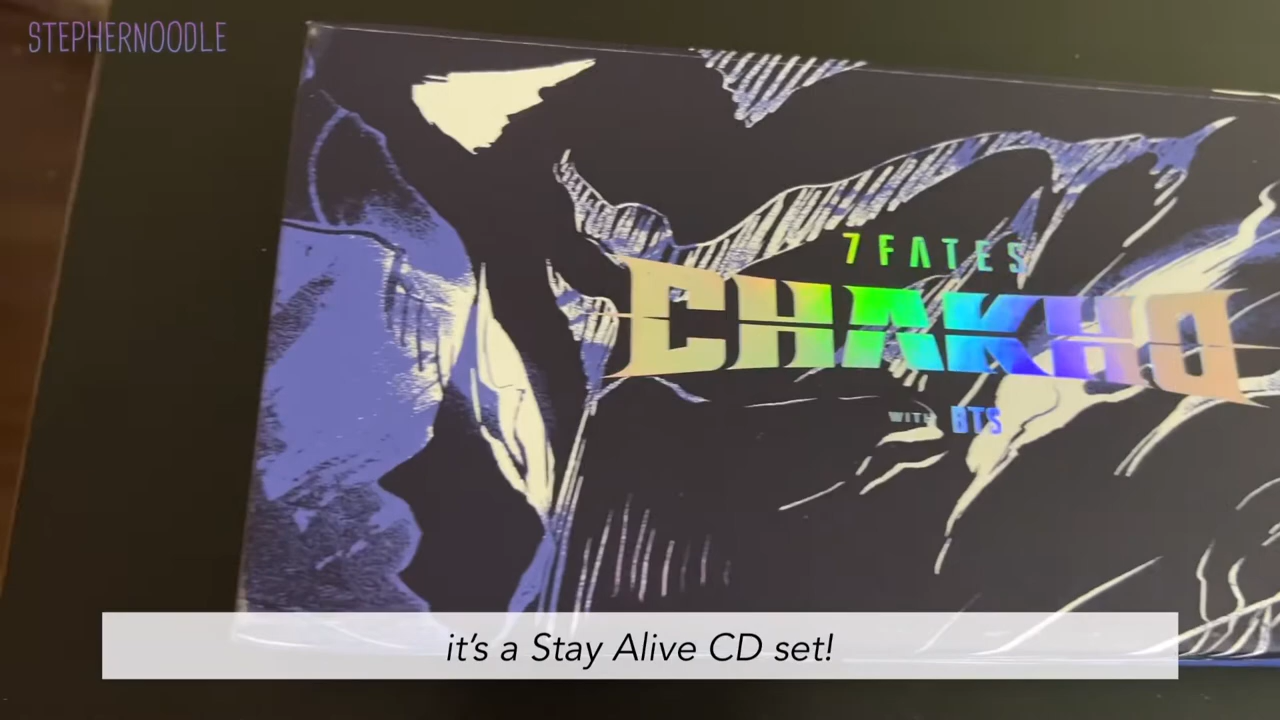 STEPHERNOODLE
7FATES
CHAKHO
WITH BTS
it's a Stay Alive CD set!